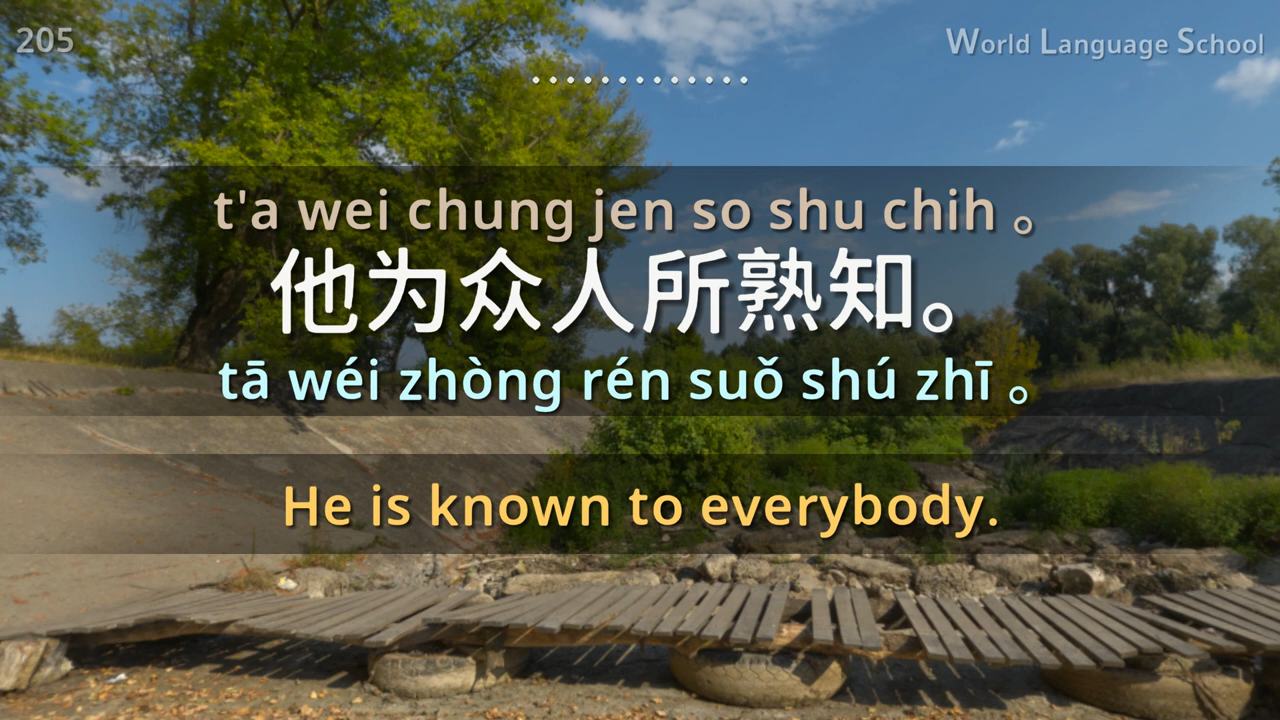 205
World Language School
t'a wei chung jen so shu chih 。
他为众人所熟知。
tā wéi zhòng rén suǒ shú zhī 。
He is known to everybody.